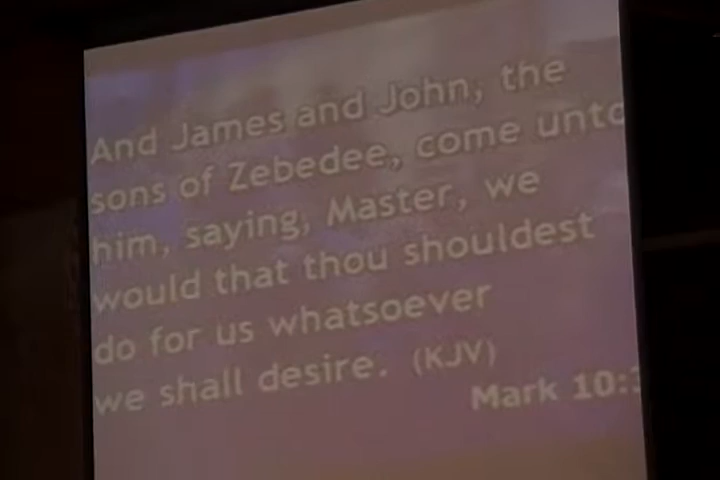 And James and John, the
sons of Zebedee, come unto
him, saying, Master, we
would that thou shouldest
do for us whatsoever
we shall desire. (KJV)
Mark 10:3